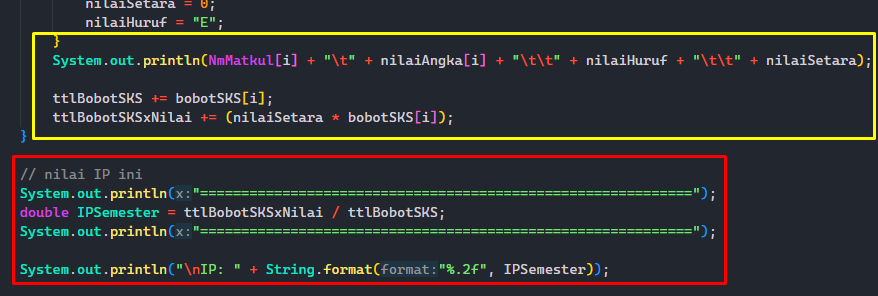 nilaiSetara = 0;
nilaiHuruf = "E";
}
System.out.println(NmMatkul[i] + "\t" + nilaiAngka[i] + "\t\t" + nilaiHuruf + "\t\t" + nilaiSetara);
ttlBobotSKS += bobotSKS[i];
ttlBobotSKSxNilai += (nilaiSetara * bobotSKS[i]);
}
// nilai IP ini
System.out.println(x:"============================================================");
double IPSemester = ttlBobotSKSxNilai / ttlBobotSKS;
System.out.println(x:"============================================================");
System.out.println("\nIP: " + String.format(format:"%.2f", IPSemester));